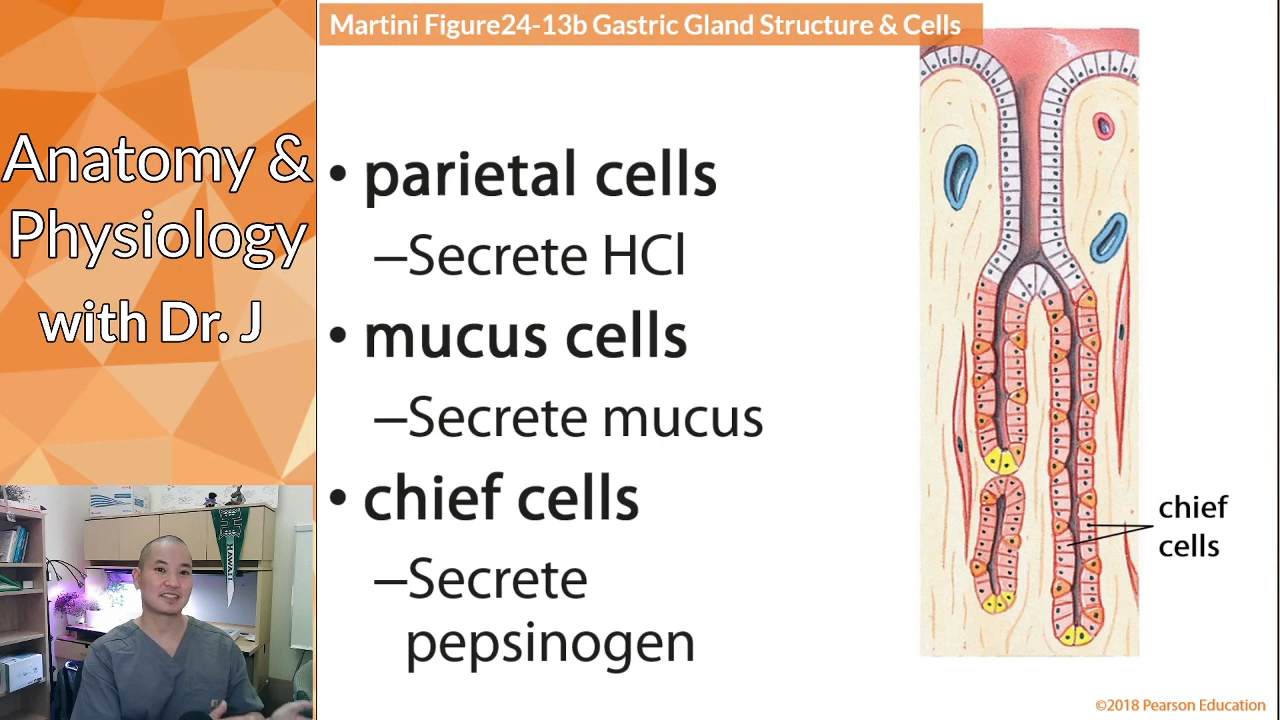 Martini Figure24-13b Gastric Gland Structure & Cells
Anatomy &
Physiology
with Dr. J
• parietal cells
–Secrete HCl
• mucus cells
–Secrete mucus
• chief cells
–Secrete
pepsinogen
chief
cells
HAWAII
©2018 Pearson Education